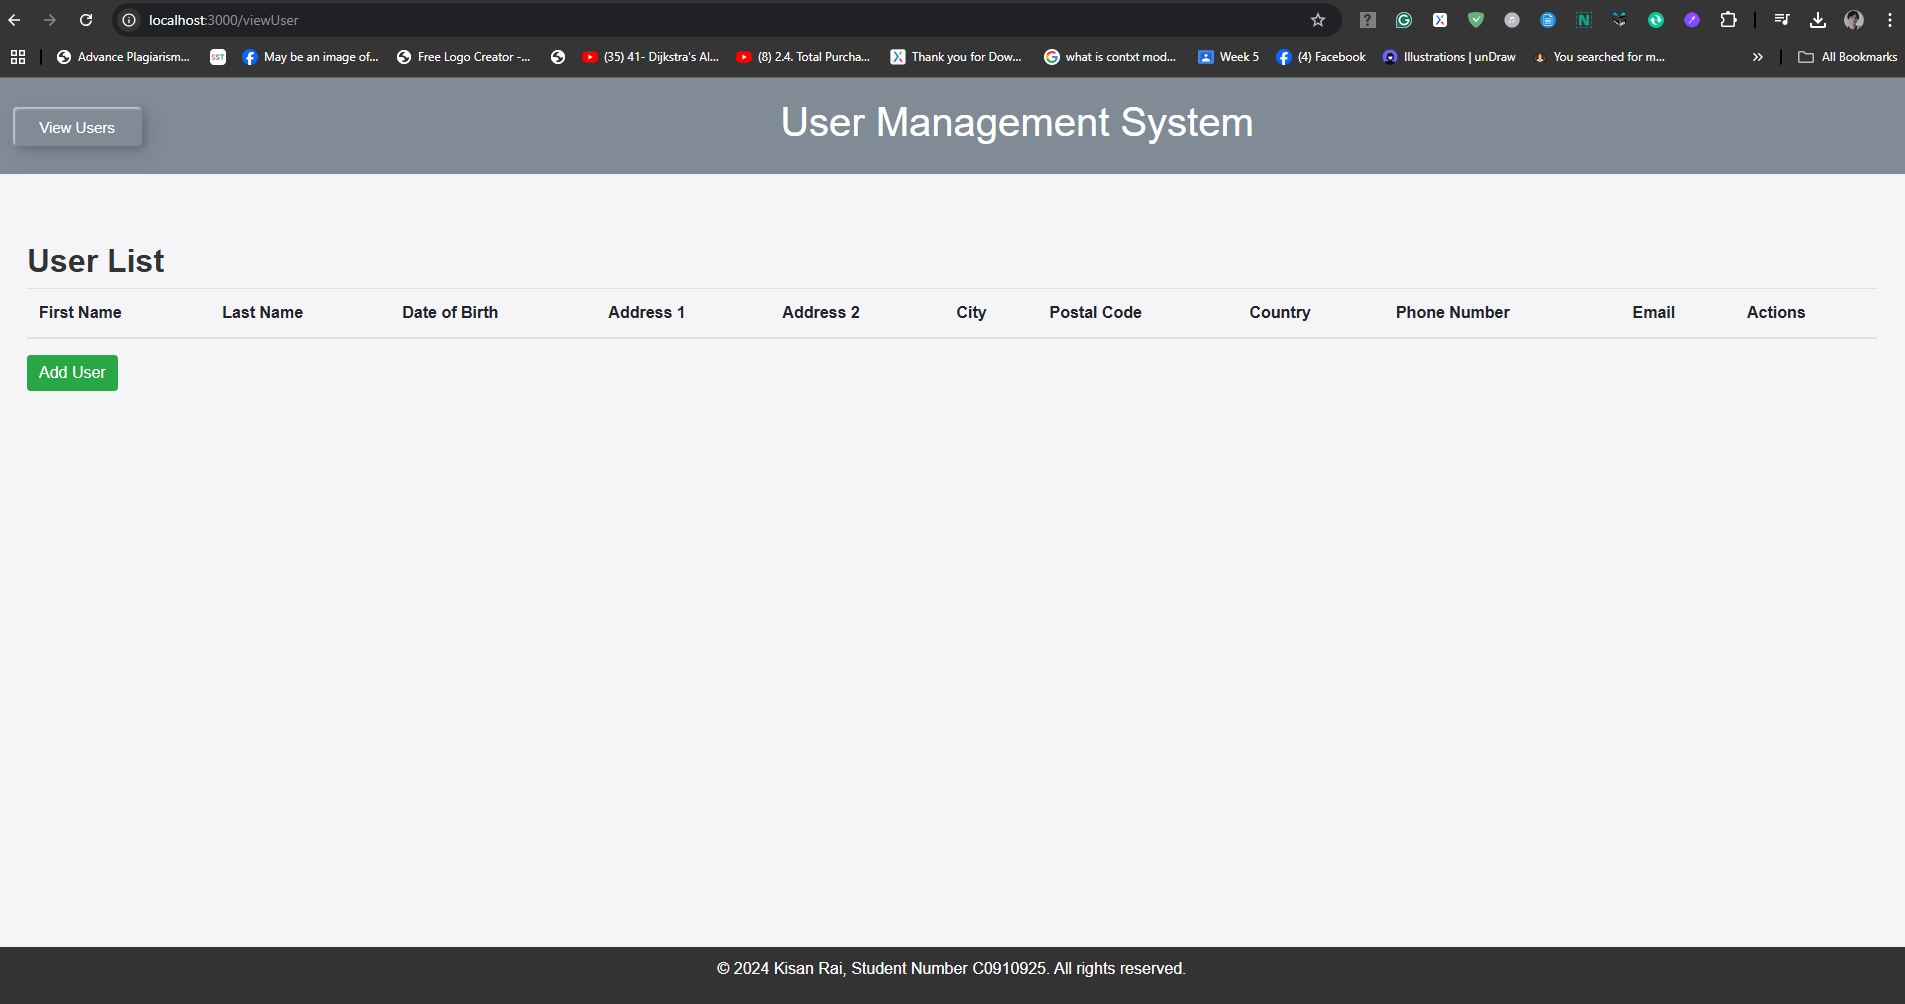 localhost:3000/viewUser
Advance Plagiarism...
SST
May be an image of...
Free Logo Creator -...
(35) 41- Dijkstra's Al...
(8) 2.4. Total Purcha...
Thank you for Dow...
what is contxt mod...
Week 5
(4) Facebook
Illustrations | unDraw
You searched for m...
All Bookmarks
View Users
User Management System
User List
First Name Last Name Date of Birth Address 1 Address 2 City Postal Code Country Phone Number Email Actions
Add User
© 2024 Kisan Rai, Student Number C0910925. All rights reserved.